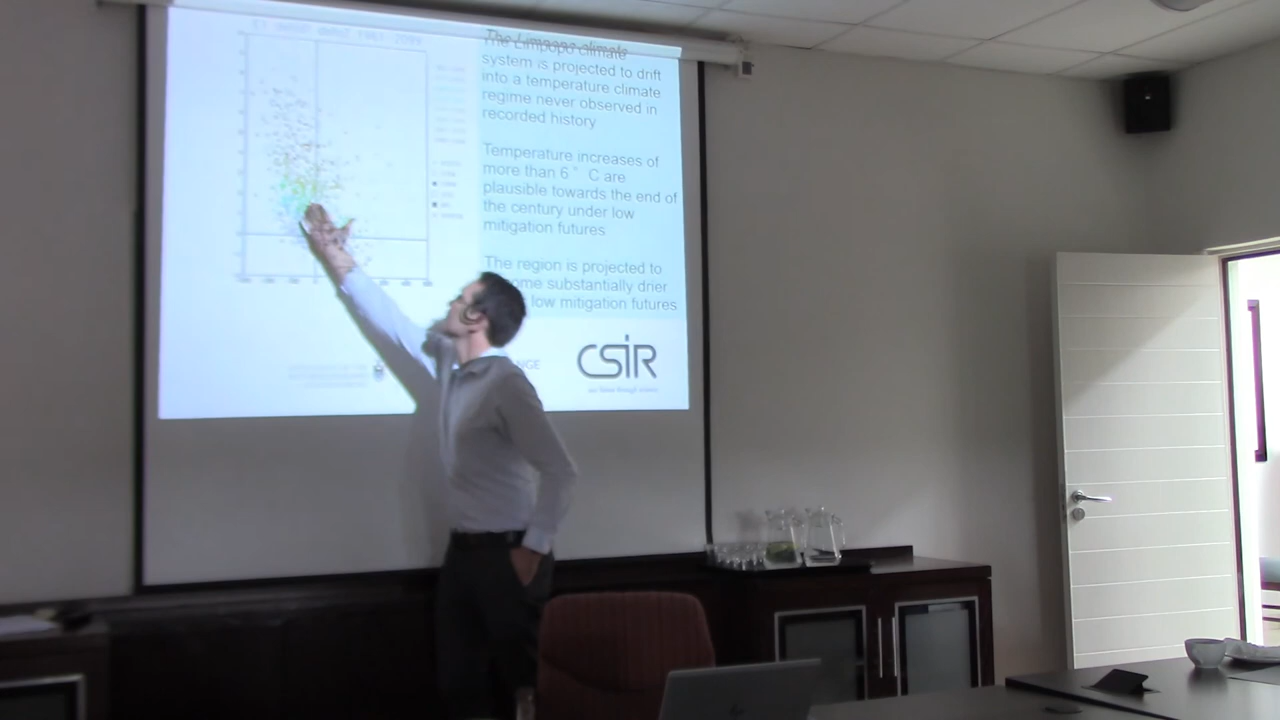 The Limpopo climate
system is projected to drift
into a temperature climate
regime never observed in
recorded history
Temperature increases of
more than 6 ° C are
plausible towards the end of
the century under low
mitigation futures
The region is projected to
ome substantially drier
low mitigation futures
NGE
CSIR